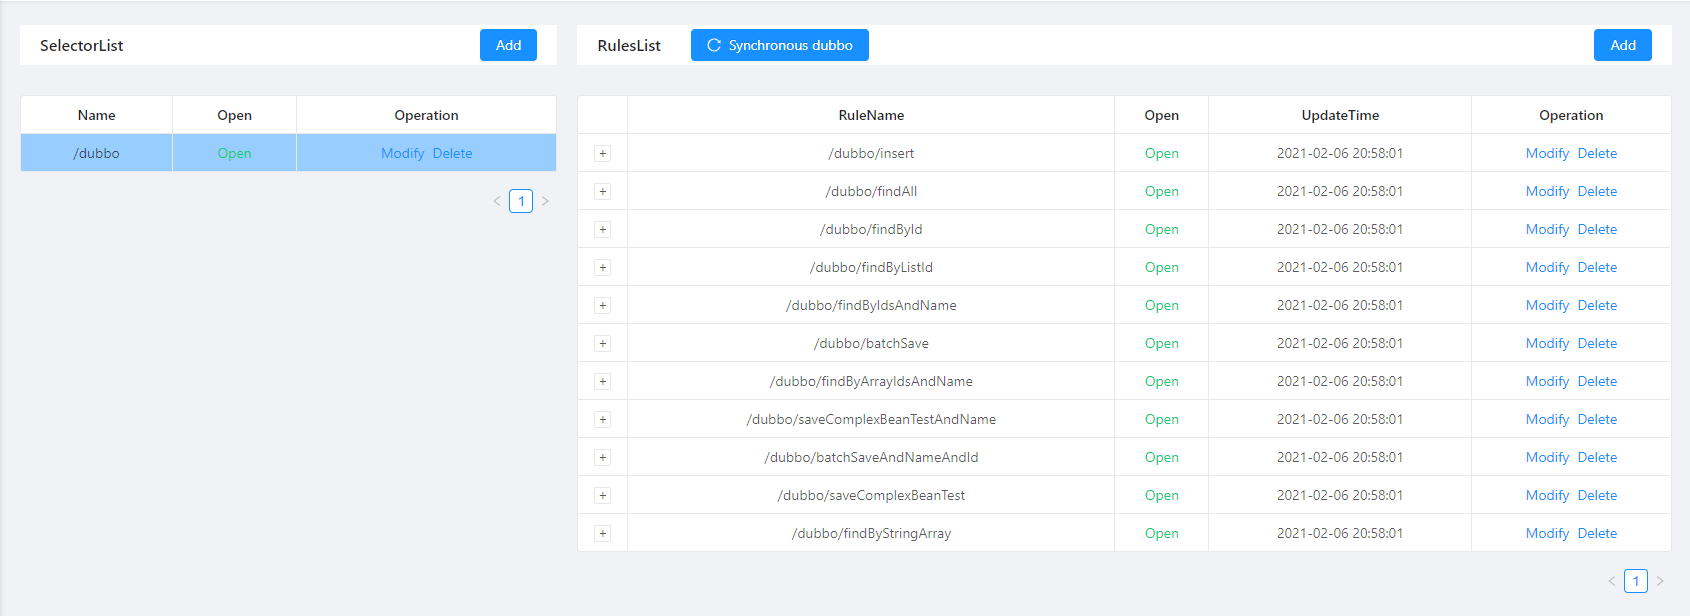 SelectorList Add
Name Open Operation
/dubbo Open Modify Delete
< 1 >
RulesList Synchronous dubbo Add
RuleName Open UpdateTime Operation
+ /dubbo/insert Open 2021-02-06 20:58:01 Modify Delete
+ /dubbo/findAll Open 2021-02-06 20:58:01 Modify Delete
+ /dubbo/findById Open 2021-02-06 20:58:01 Modify Delete
+ /dubbo/findByListId Open 2021-02-06 20:58:01 Modify Delete
+ /dubbo/findByIdsAndName Open 2021-02-06 20:58:01 Modify Delete
+ /dubbo/batchSave Open 2021-02-06 20:58:01 Modify Delete
+ /dubbo/findByArrayIdsAndName Open 2021-02-06 20:58:01 Modify Delete
+ /dubbo/saveComplexBeanTestAndName Open 2021-02-06 20:58:01 Modify Delete
+ /dubbo/batchSaveAndNameAndId Open 2021-02-06 20:58:01 Modify Delete
+ /dubbo/saveComplexBeanTest Open 2021-02-06 20:58:01 Modify Delete
+ /dubbo/findByStringArray Open 2021-02-06 20:58:01 Modify Delete
< 1 >